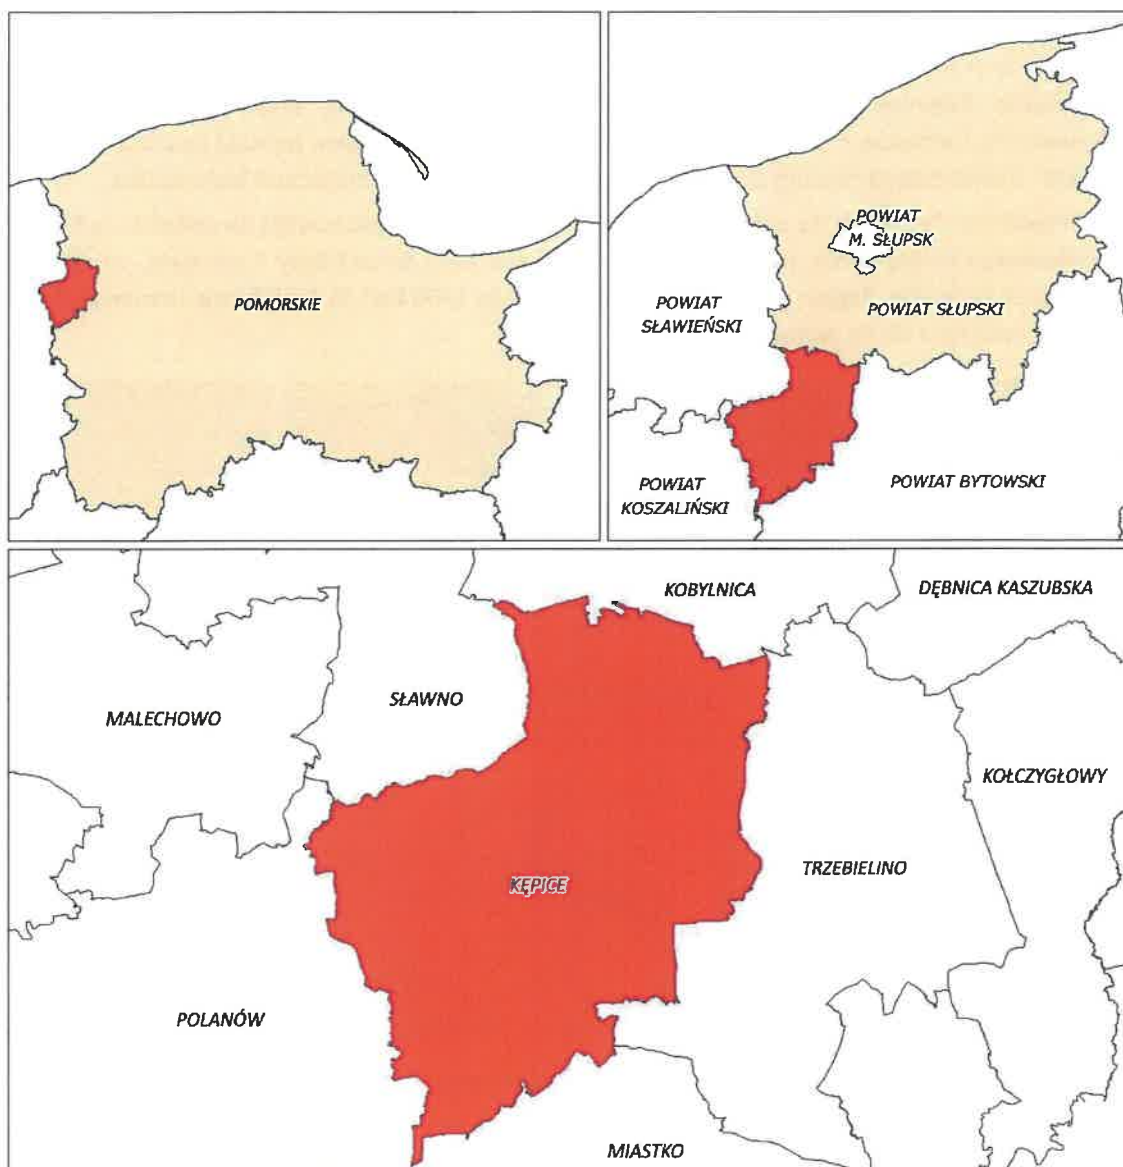 POMORSKIE
POWIAT
M. SŁUPSK
POWIAT
SŁAWIEŃSKI
POWIAT SŁUPSKI
POWIAT
KOSZALIŃSKI
POWIAT BYTOWSKI
KOBYLNICA
DĘBNICA KASZUBSKA
SŁAWNO
MALECHOWO
KOŁCZYGŁOWY
TRZEBIELINO
KĘPICE
POLANÓW
MIASTKO